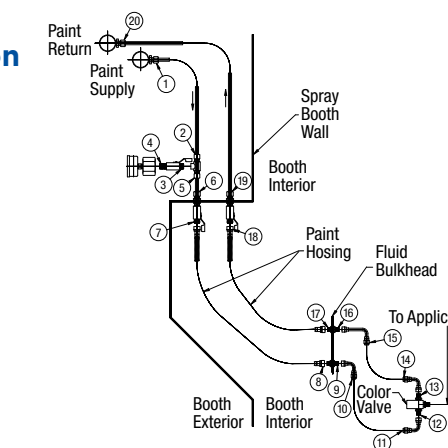 on
20
Paint
Return
Paint
Supply
1
Spray
Booth
Wall
4
2
3
5
6
19
Booth
Interior
7
18
Paint
Hosing
Fluid
Bulkhead
17
16
To Applic
15
8
9
14
10
13
Color
Valve
12
11
Booth
Exterior
Booth
Interior